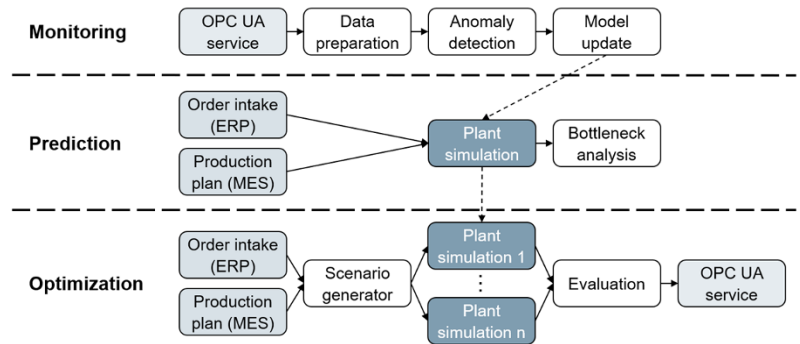 Monitoring
OPC UA
service
Data
preparation
Anomaly
detection
Model
update
Prediction
Order intake
(ERP)
Production
plan (MES)
Plant
simulation
Bottleneck
analysis
Optimization
Order intake
(ERP)
Production
plan (MES)
Scenario
generator
Plant
simulation 1
Plant
simulation n
Evaluation
OPC UA
service